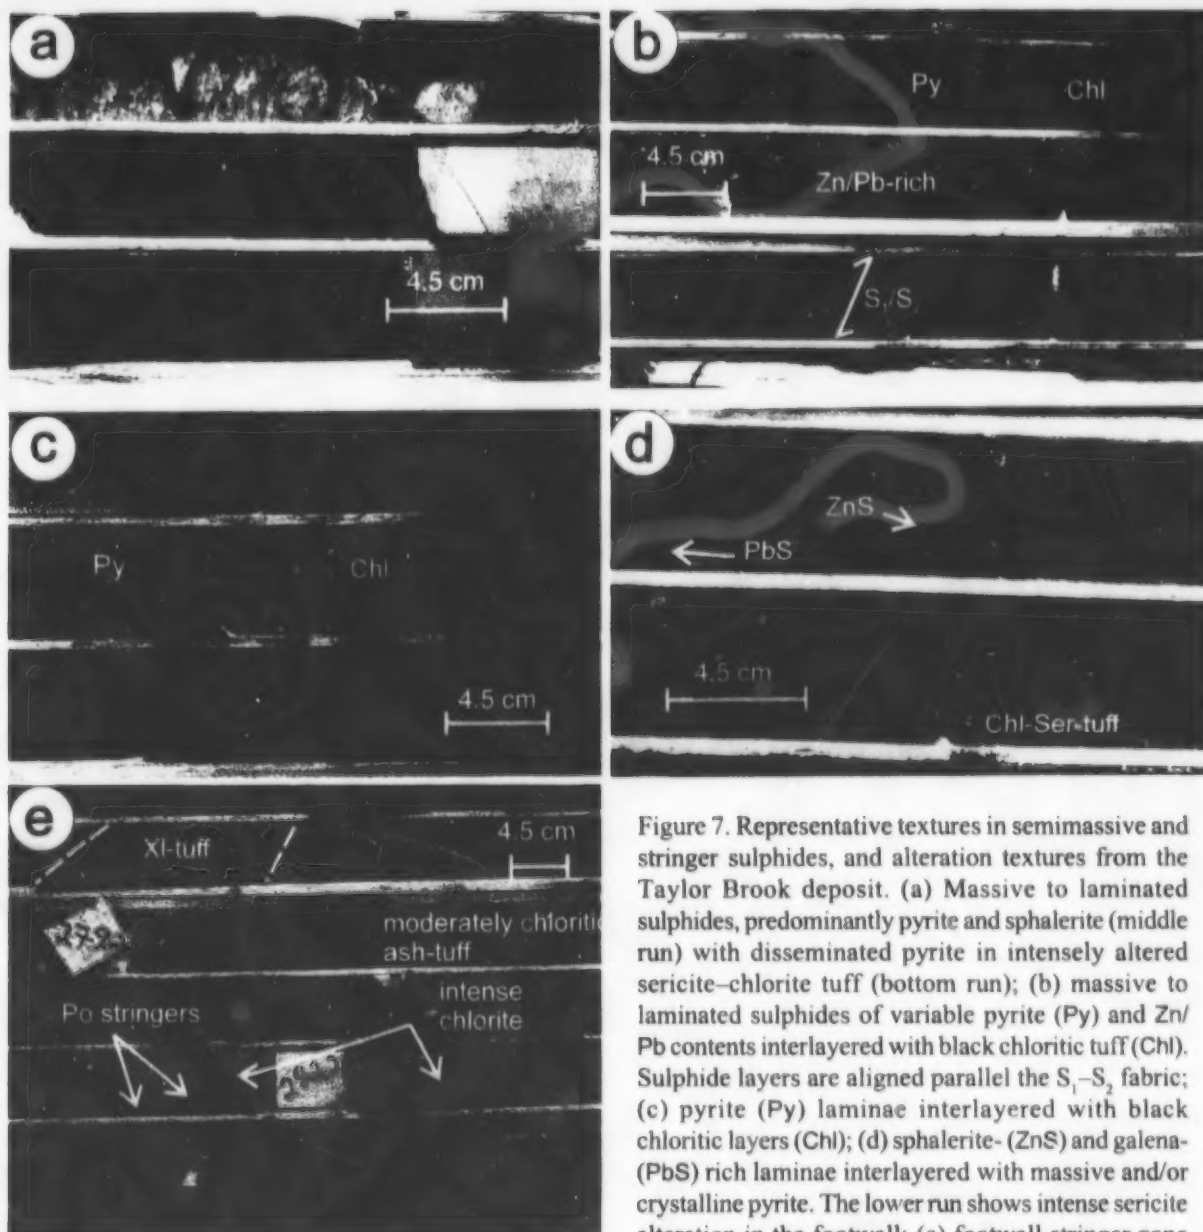 a
4.5 cm
b
Py
Chl
4.5 cm
Zn/Pb-rich
S₁/S₂
c
Py
Chl
4.5 cm
d
ZnS
PbS
4.5 cm
Chl-Ser-tuff
e
Xl-tuff
4.5 cm
moderately chloritic
ash-tuff
intense
chlorite
Po stringers
Figure 7. Representative textures in semimassive and
stringer sulphides, and alteration textures from the
Taylor Brook deposit. (a) Massive to laminated
sulphides, predominantly pyrite and sphalerite (middle
run) with disseminated pyrite in intensely altered
sericite–chlorite tuff (bottom run); (b) massive to
laminated sulphides of variable pyrite (Py) and Zn/
Pb contents interlayered with black chloritic tuff (Chl).
Sulphide layers are aligned parallel the S₁–S₂ fabric;
(c) pyrite (Py) laminae interlayered with black
chloritic layers (Chl); (d) sphalerite- (ZnS) and galena-
(PbS) rich laminae interlayered with massive and/or
crystalline pyrite. The lower run shows intense sericite